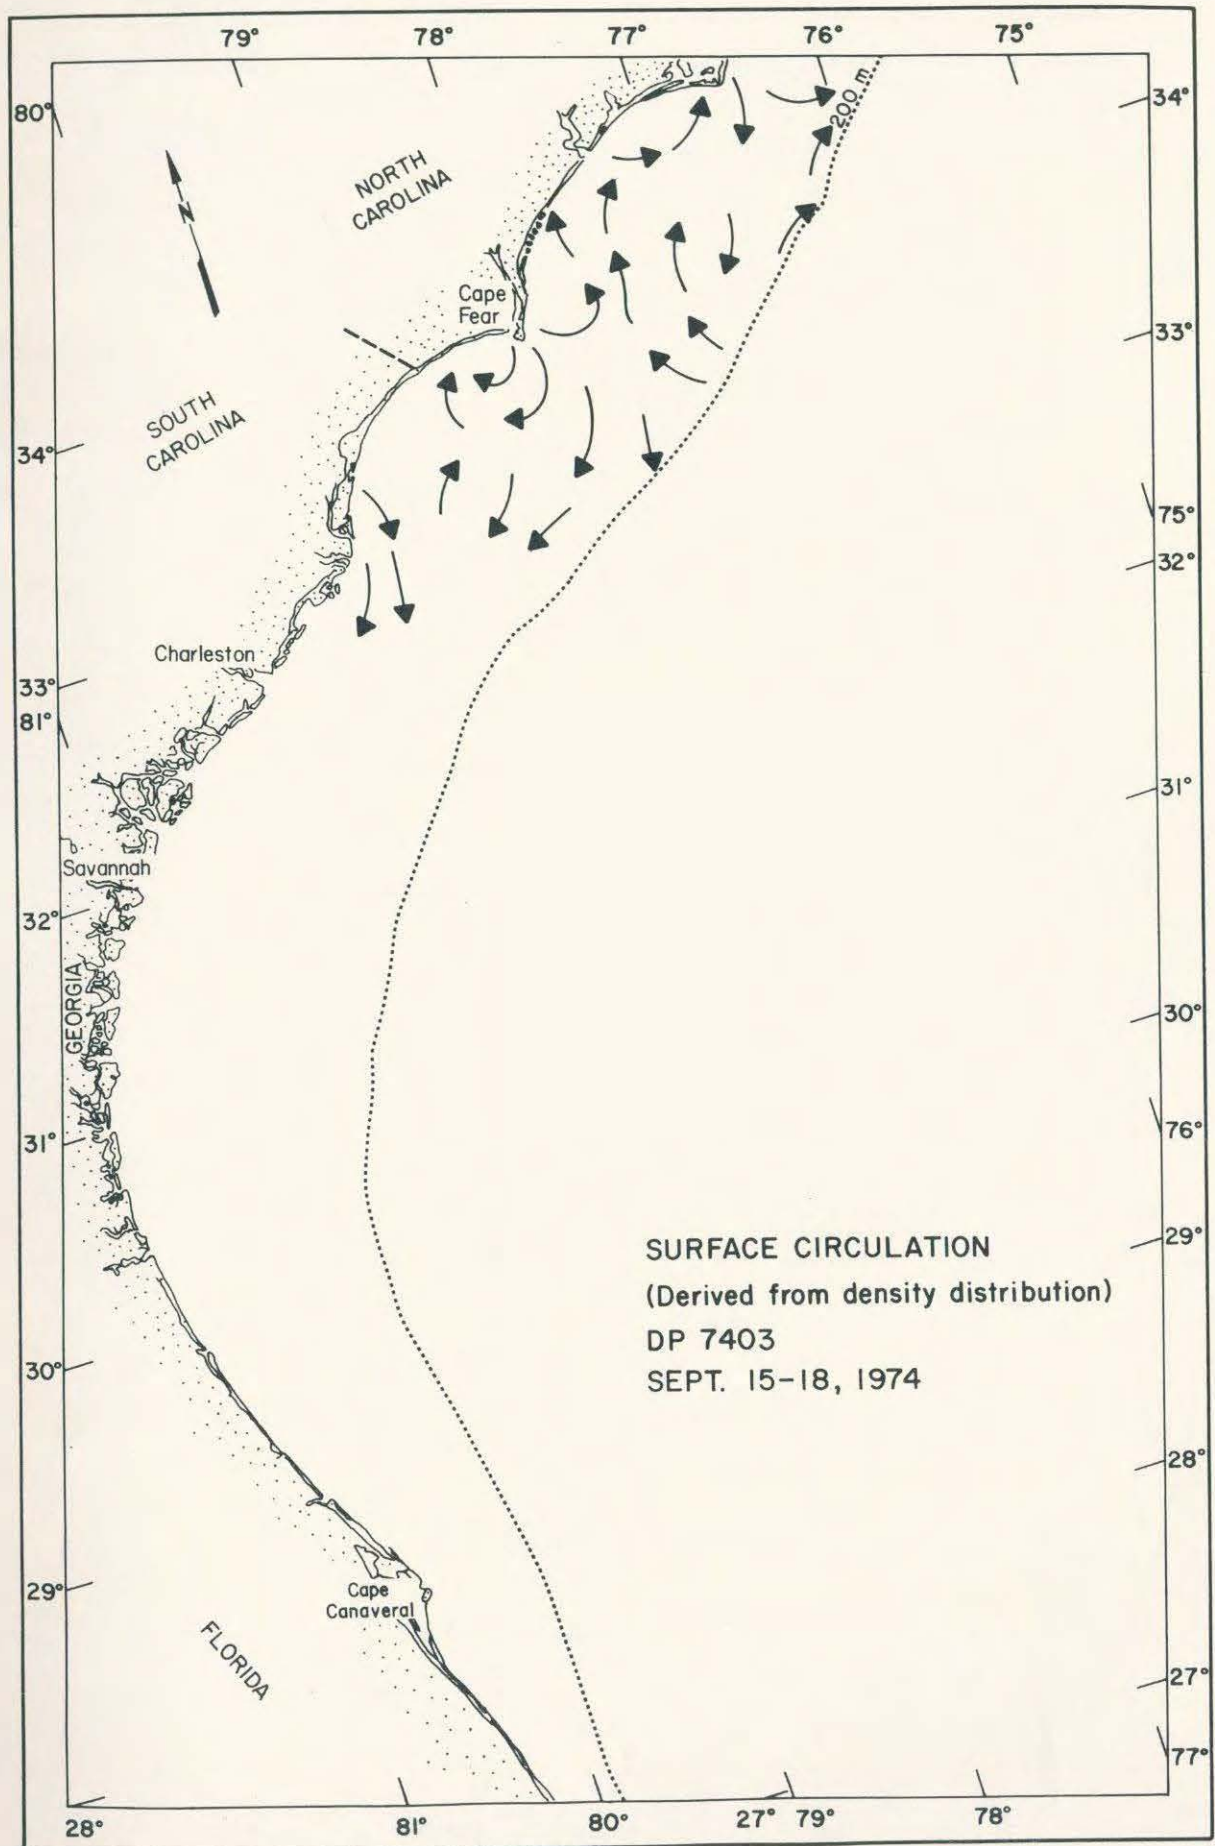 79° 78° 77° 76° 75°
80°
34°
200 m
N
NORTH
CAROLINA
Cape
Fear
33°
SOUTH
CAROLINA
34°
75°
32°
Charleston
33°
81°
31°
Savannah
32°
GEORGIA
30°
31°
76°
29°
SURFACE CIRCULATION
(Derived from density distribution)
DP 7403
SEPT. 15-18, 1974
30°
28°
29°
Cape
Canaveral
FLORIDA
27°
77°
28° 81° 80° 27° 79° 78°